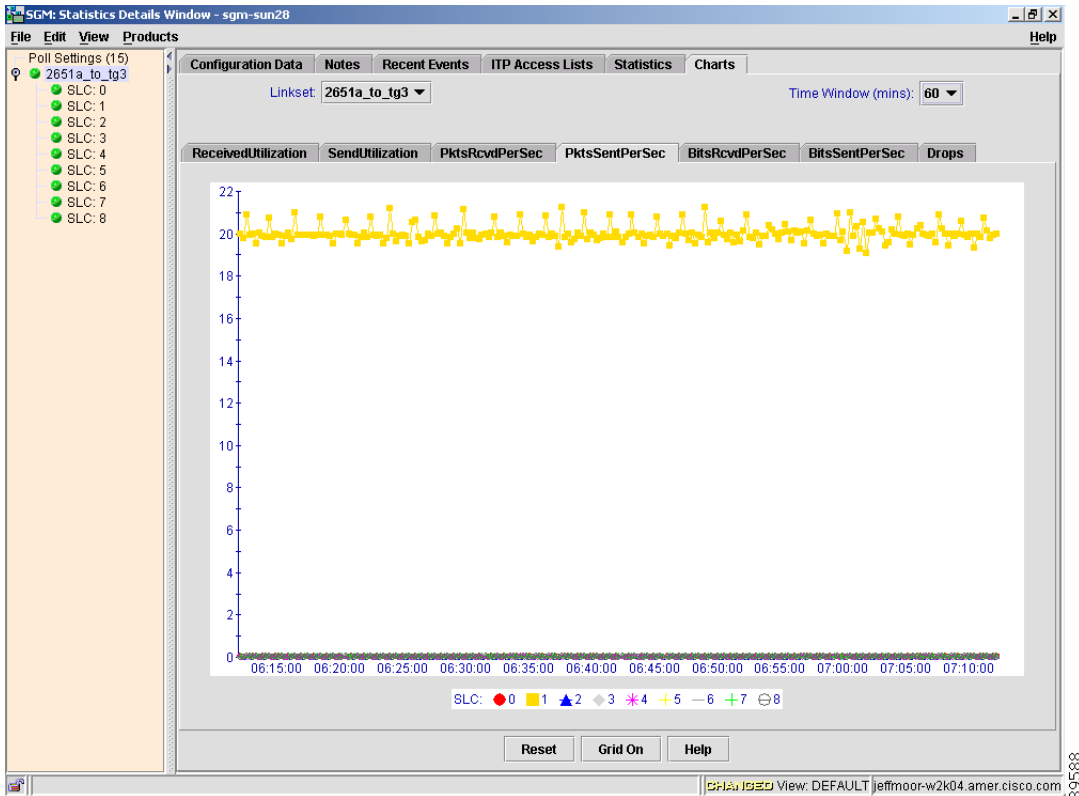 SGM: Statistics Details Window - sgm-sun28
File Edit View Products Help
Poll Settings (15)
2651a_to_tg3
SLC: 0
SLC: 1
SLC: 2
SLC: 3
SLC: 4
SLC: 5
SLC: 6
SLC: 7
SLC: 8
Configuration Data Notes Recent Events ITP Access Lists Statistics Charts
Linkset: 2651a_to_tg3 Time Window (mins): 60
ReceivedUtilization SendUtilization PktsRcvdPerSec PktsSentPerSec BitsRcvdPerSec BitsSentPerSec Drops
22
20
18
16
14
12
10
8
6
4
2
0
06:15:00 06:20:00 06:25:00 06:30:00 06:35:00 06:40:00 06:45:00 06:50:00 06:55:00 07:00:00 07:05:00 07:10:00
SLC: 0 1 2 3 4 5 6 7 8
Reset Grid On Help
CHANGED View: DEFAULT jeffmoor-w2k04.amer.cisco.com
89588